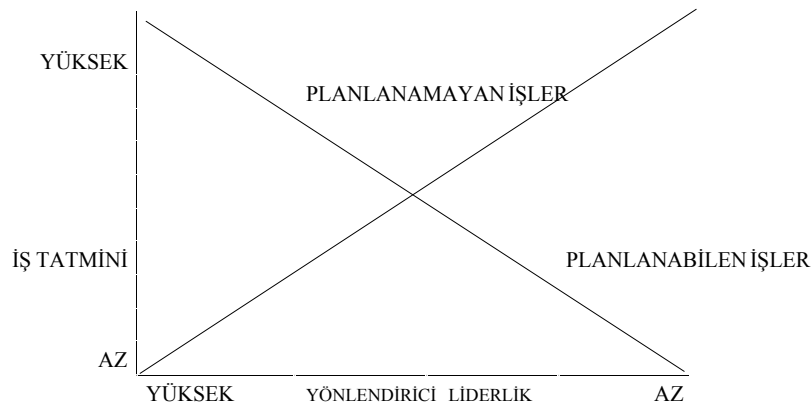 YÜKSEK
PLANLANAMAYAN İŞLER
İŞ TATMİNİ
PLANLANABİLEN İŞLER
AZ
YÜKSEK YÖNLENDİRİCİ LİDERLİK AZ